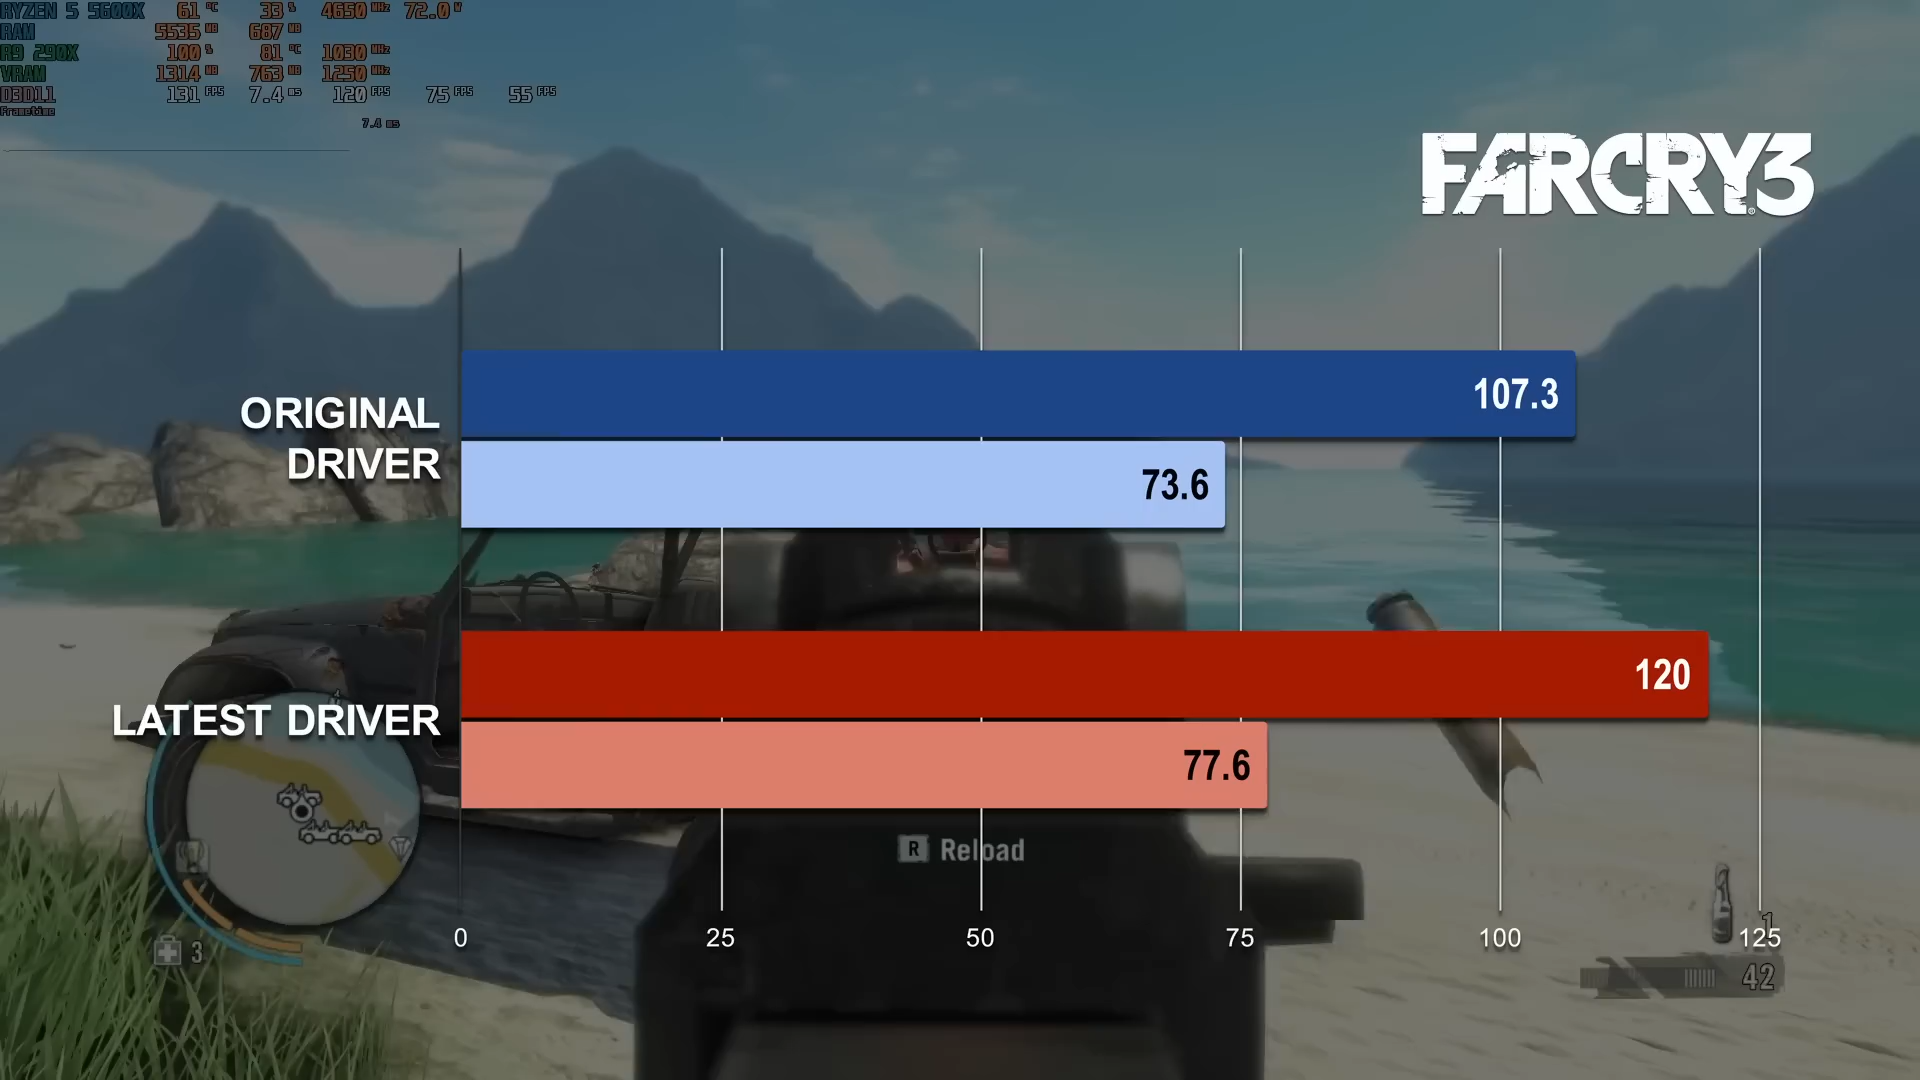 RYZEN 5 5600X 61 °C 33 % 4650 MHz 72.0 W
RAM 5535 MB 687 MB
R9 290X 100 % 81 °C 1030 MHz
VRAM 1314 MB 763 MB 1250 MHz
D3D11 131 FPS 7.4 ms 120 FPS 75 FPS 55 FPS
Frametime
7.4 ms
FARCRY3
ORIGINAL
DRIVER
107.3
73.6
LATEST DRIVER
120
77.6
R Reload
0 25 50 75 100 125
1
3
42